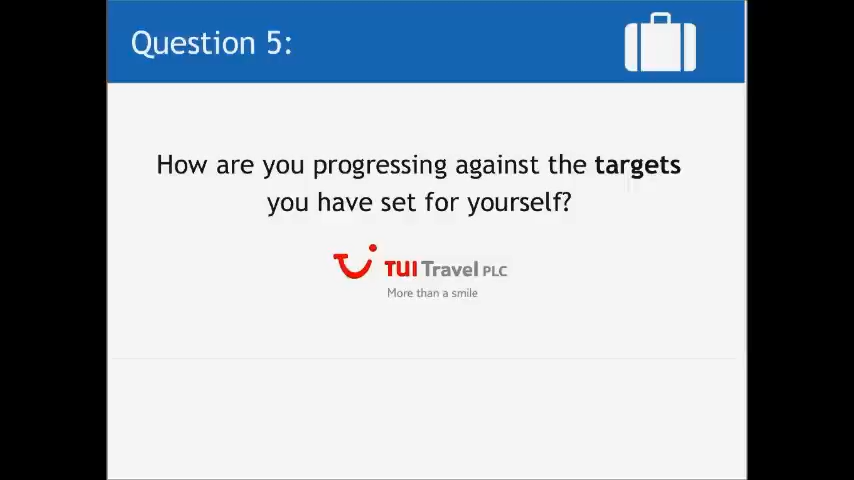 Question 5:
How are you progressing against the targets
you have set for yourself?
TUI Travel PLC
More than a smile